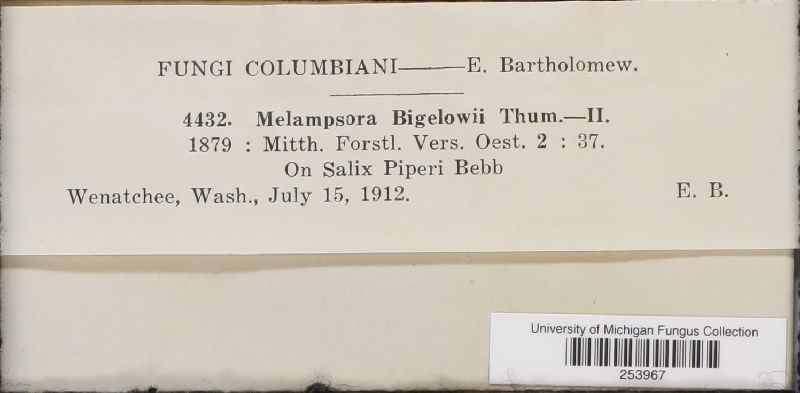 FUNGI COLUMBIANI———E. Bartholomew.
4432. Melampsora Bigelowii Thum.—II.
1879 : Mitth. Forstl. Vers. Oest. 2 : 37.
On Salix Piperi Bebb
Wenatchee, Wash., July 15, 1912. E. B.
University of Michigan Fungus Collection
253967